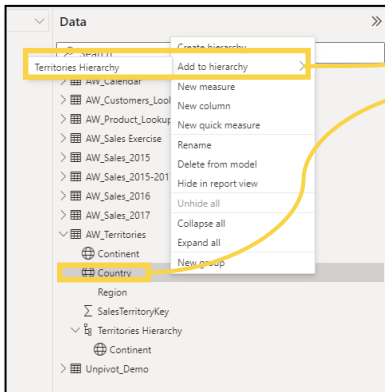 Data
Search
Create hierarchy
Territories Hierarchy
Add to hierarchy
AW_Calendar
New measure
AW_Customers_Look
New column
AW_Product_Lookup
New quick measure
AW_Sales Exercise
Rename
AW_Sales_2015
Delete from model
AW_Sales_2015-201
Hide in report view
AW_Sales_2016
Unhide all
AW_Sales_2017
Collapse all
AW_Territories
Expand all
Continent
New group
Country
Region
SalesTerritoryKey
Territories Hierarchy
Continent
Unpivot_Demo